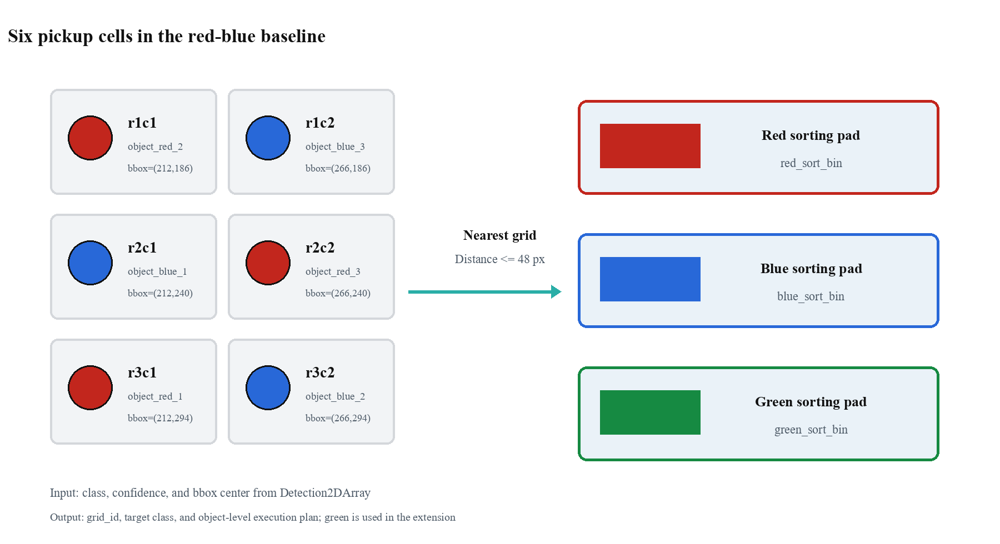 Six pickup cells in the red-blue baseline
r1c1
object_red_2
bbox=(212,186)
r1c2
object_blue_3
bbox=(266,186)
r2c1
object_blue_1
bbox=(212,240)
r2c2
object_red_3
bbox=(266,240)
r3c1
object_red_1
bbox=(212,294)
r3c2
object_blue_2
bbox=(266,294)
Nearest grid
Distance <= 48 px
Red sorting pad
red_sort_bin
Blue sorting pad
blue_sort_bin
Green sorting pad
green_sort_bin
Input: class, confidence, and bbox center from Detection2DArray
Output: grid_id, target class, and object-level execution plan; green is used in the extension